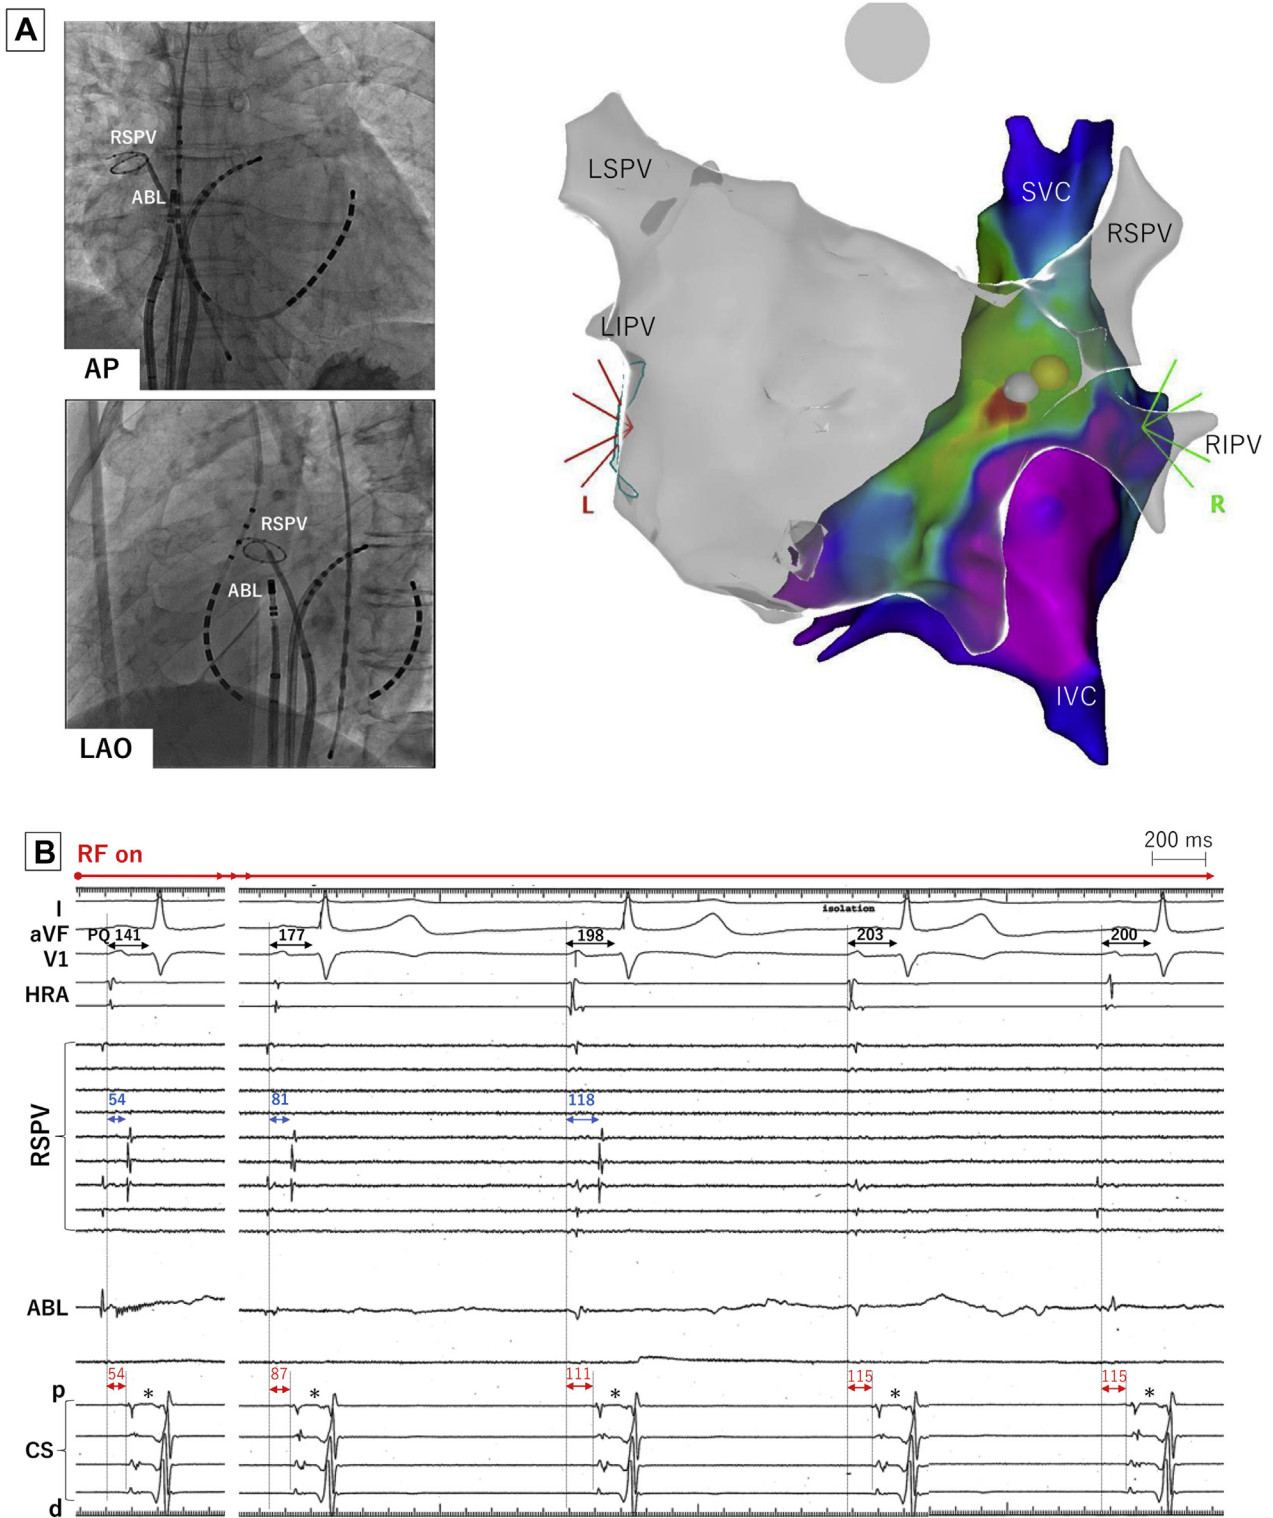 A
RSPV
ABL
AP
RSPV
ABL
LAO
LSPV
SVC
RSPV
LIPV
RIPV
L
R
IVC
B
RF on
200 ms
I
isolation
aVF
PQ 141
177
198
203
200
V1
HRA
RSPV
54
81
118
ABL
54
87
111
115
115
p
*
*
*
*
*
CS
d